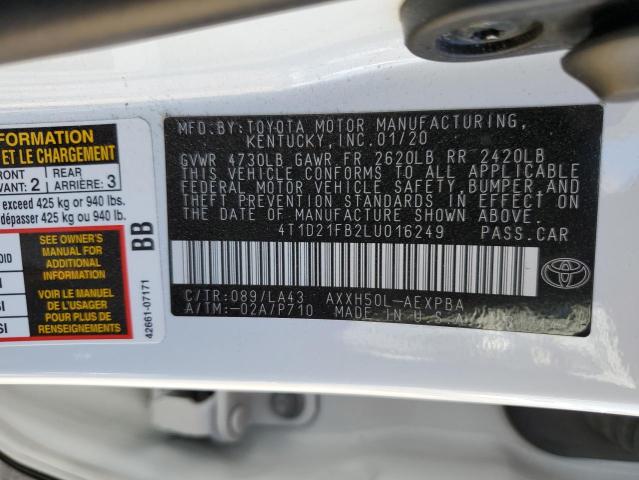 NFORMATION
ET LE CHARGEMENT
FRONT
VANT: 2
REAR
ARRIÈRE: 3
exceed 425 kg or 940 lbs.
dépasser 425 kg ou 940 lb.
SEE OWNER'S
MANUAL FOR
ADDITIONAL
INFORMATION
VOIR LE MANUEL
DE L'USAGER
POUR PLUS DE
RENSEIGNEMENTS
BB
42661-07171
MFD.BY:TOYOTA MOTOR MANUFACTURING,
KENTUCKY,INC.01/20
GVWR 4730LB GAWR FR 2620LB RR 2420LB
THIS VEHICLE CONFORMS TO ALL APPLICABLE
FEDERAL MOTOR VEHICLE SAFETY,BUMPER,AND
THEFT PREVENTION STANDARDS IN EFFECT ON
THE DATE OF MANUFACTURE SHOWN ABOVE.
4T1D21FB2LU016249 PASS.CAR
C/TR:089/LA43 AXXH50L-AEXPBA
A/TM:-02A/P710 MADE IN U.S.A.
TOYOTA